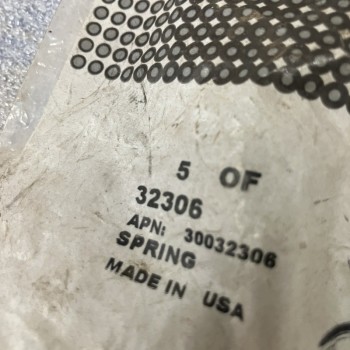 5 OF
32306
APN: 30032306
SPRING
MADE IN USA